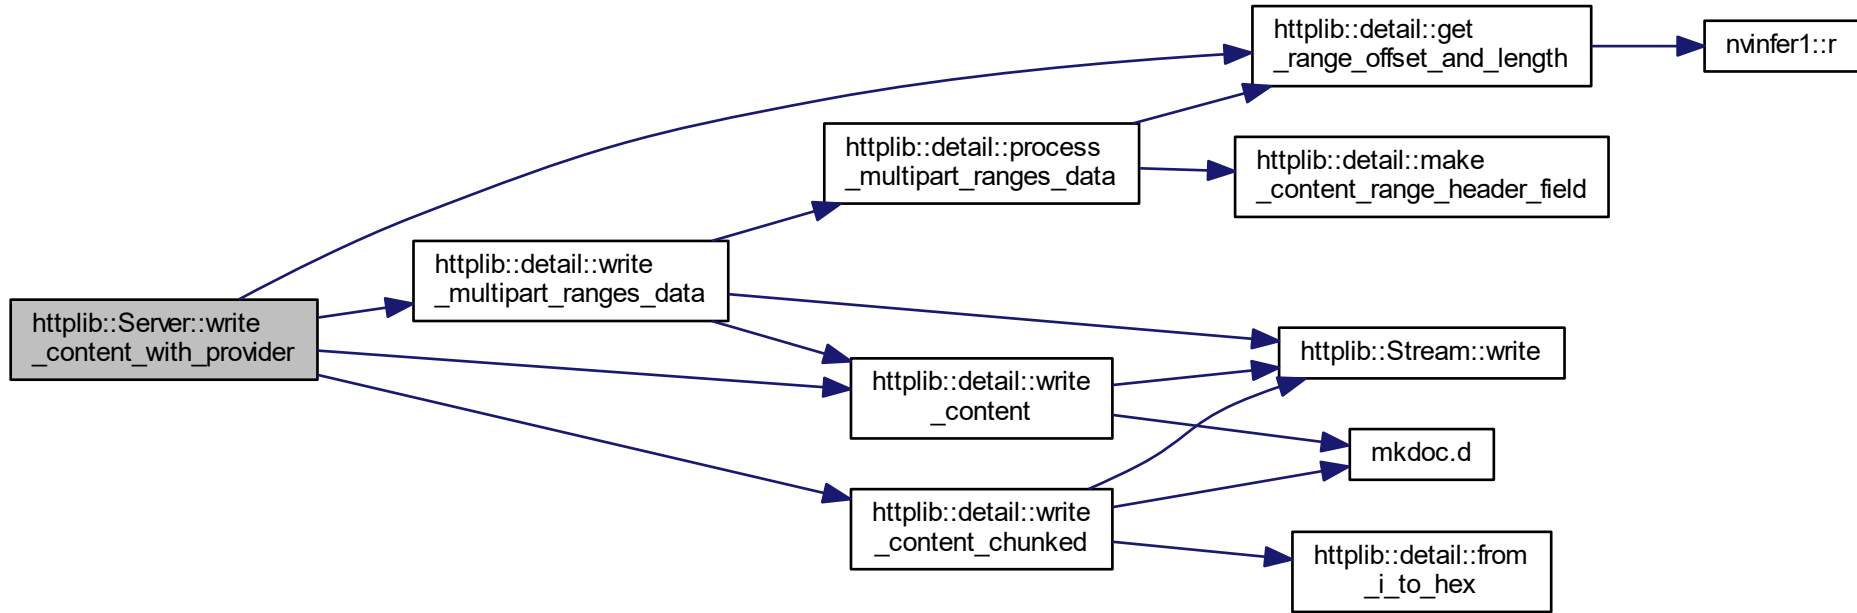 httplib::Server::write
_content_with_provider
httplib::detail::write
_multipart_ranges_data
httplib::detail::process
_multipart_ranges_data
httplib::detail::get
_range_offset_and_length
nvinfer1::r
httplib::detail::make
_content_range_header_field
httplib::Stream::write
httplib::detail::write
_content
mkdoc.d
httplib::detail::write
_content_chunked
httplib::detail::from
_i_to_hex